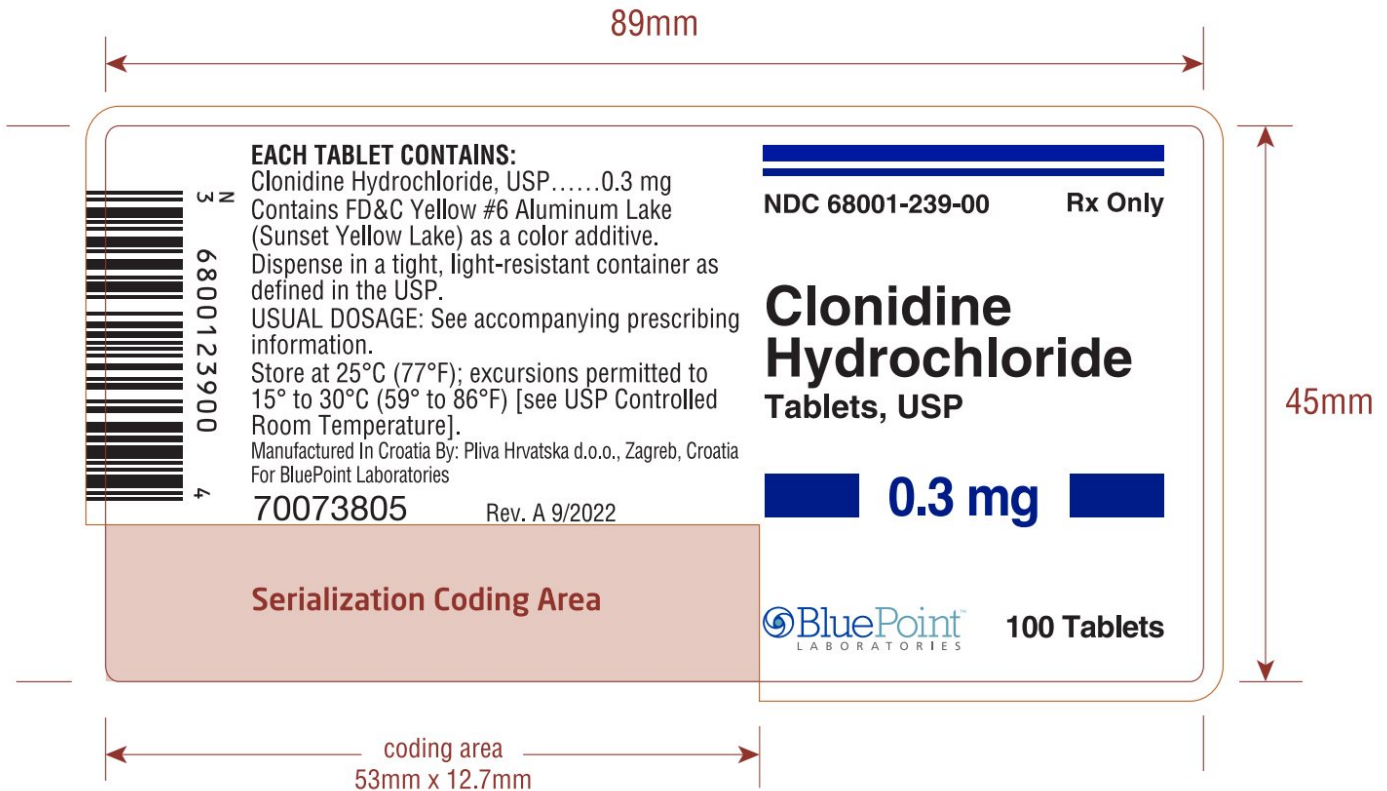 89mm
EACH TABLET CONTAINS:
Clonidine Hydrochloride, USP......0.3 mg
Contains FD&C Yellow #6 Aluminum Lake
(Sunset Yellow Lake) as a color additive.
Dispense in a tight, light-resistant container as
defined in the USP.
USUAL DOSAGE: See accompanying prescribing
information.
Store at 25°C (77°F); excursions permitted to
15° to 30°C (59° to 86°F) [see USP Controlled
Room Temperature].
Manufactured In Croatia By: Pliva Hrvatska d.o.o., Zagreb, Croatia
For BluePoint Laboratories
70073805 Rev. A 9/2022
N
3 6800123900 4
Serialization Coding Area
NDC 68001-239-00 Rx Only
Clonidine
Hydrochloride
Tablets, USP
0.3 mg
BluePoint™
LABORATORIES
100 Tablets
45mm
coding area
53mm x 12.7mm